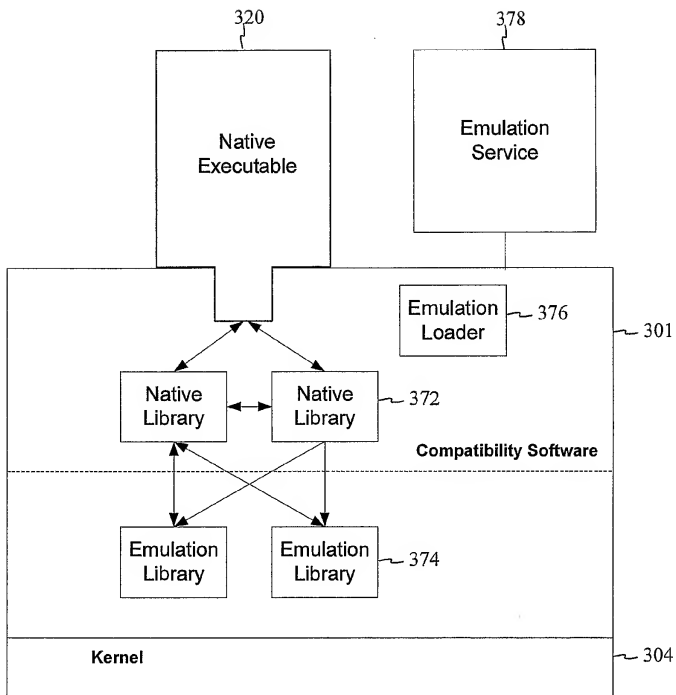 320
378
Native
Executable
Emulation
Service
Emulation
Loader
376
301
Native
Library
Native
Library
372
Compatibility Software
Emulation
Library
Emulation
Library
374
Kernel
304